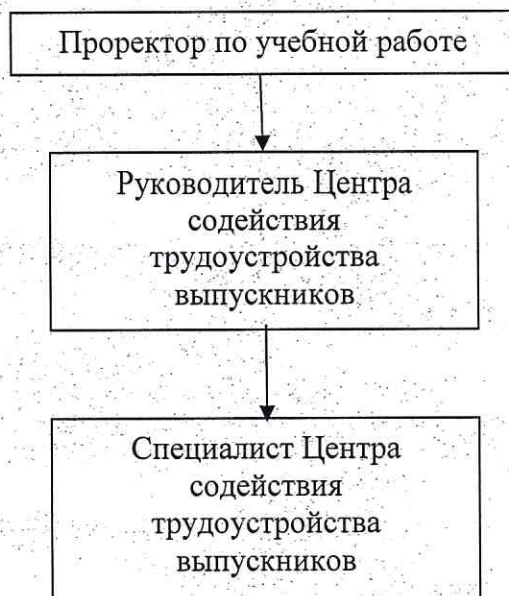 Проректор по учебной работе
Руководитель Центра
содействия
трудоустройства
выпускников
Специалист Центра
содействия
трудоустройства
выпускников